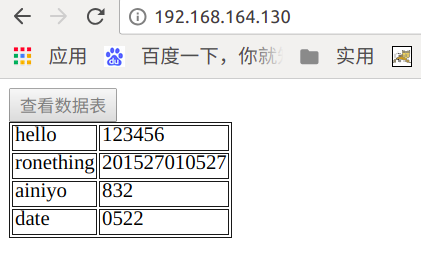 192.168.164.130
应用 百度一下，你就 实用
查看数据表
hello 123456
ronething 201527010527
ainiyo 832
date 0522